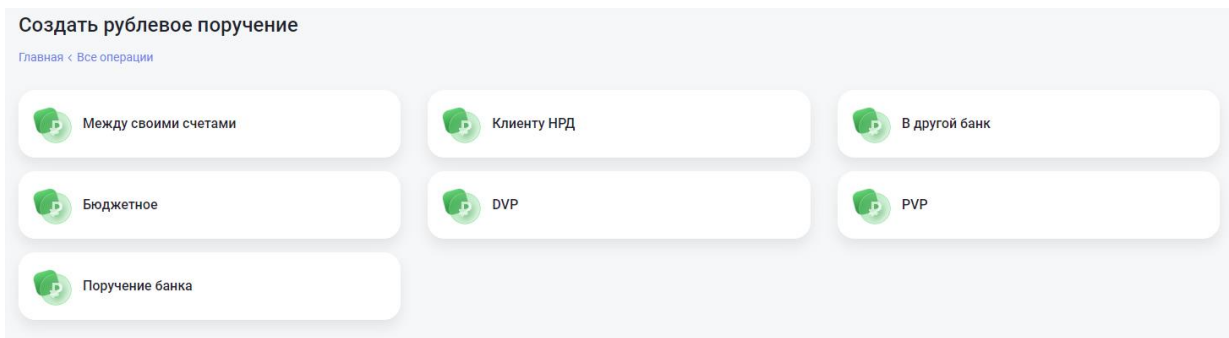 Создать рублевое поручение
Главная < Все операции
Между своими счетами
Клиенту НРД
В другой банк
Бюджетное
DVP
PVP
Поручение банка